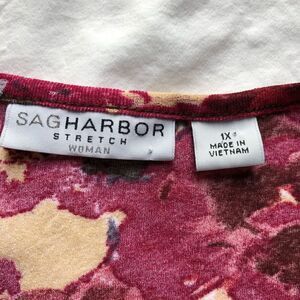 SAGHARBOR
STRETCH
WOMAN
1X
MADE IN
VIETNAM